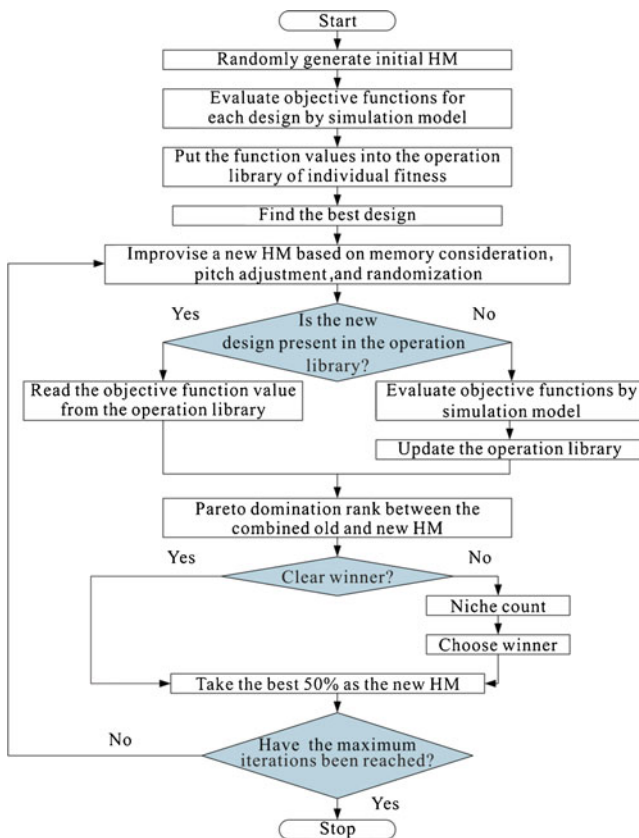 Start
Randomly generate initial HM
Evaluate objective functions for
each design by simulation model
Put the function values into the operation
library of individual fitness
Find the best design
Improvise a new HM based on memory consideration,
pitch adjustment,and randomization
Yes
No
Is the new
design present in the operation
library?
Read the objective function value
from the operation library
Evaluate objective functions by
simulation model
Update the operation library
Pareto domination rank between the
combined old and new HM
Yes
No
Clear winner?
Niche count
Choose winner
Take the best 50% as the new HM
No
Have the maximum
iterations been reached?
Yes
Stop